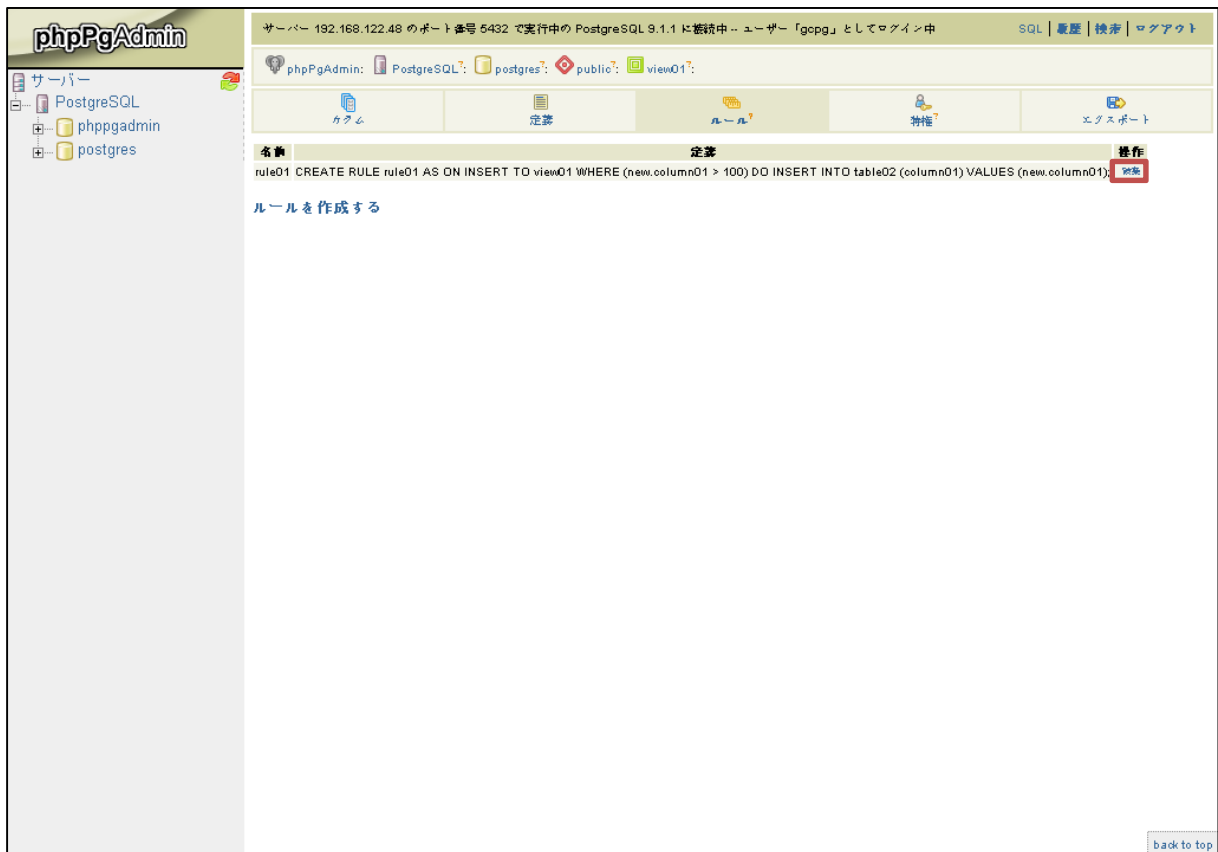 phpPgAdmin
サーバー 192.168.122.48 のポート番号 5432 で実行中の PostgreSQL 9.1.1 に接続中 -- ユーザー「gopg」としてログイン中
SQL | 履歴 | 検索 | ログアウト
phpPgAdmin: PostgreSQL?: postgres?: public?: view01?:
サーバー
PostgreSQL
phppgadmin
postgres
カラム 定義 ルール? 特権? エクスポート
名前 定義 操作
rule01 CREATE RULE rule01 AS ON INSERT TO view01 WHERE (new.column01 > 100) DO INSERT INTO table02 (column01) VALUES (new.column01);
ルールを作成する
back to top